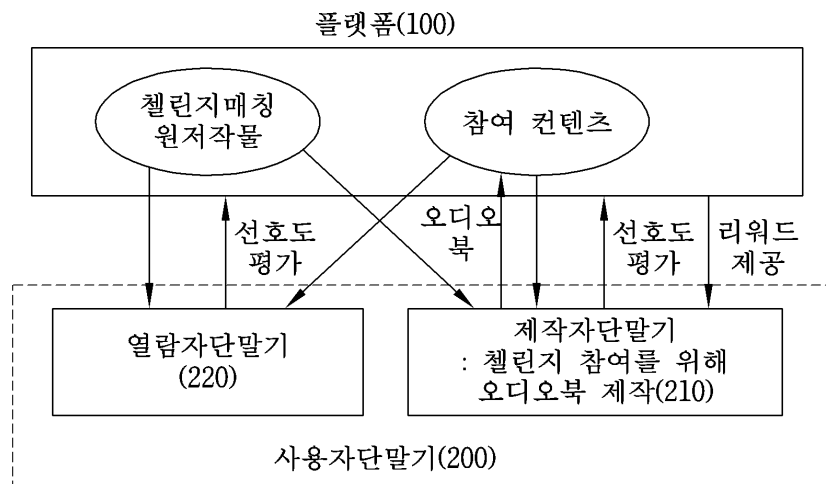 플랫폼(100)
첼린지매칭
원저작물
참여 컨텐츠
선호도
평가
오디오
북
선호도
평가
리워드
제공
열람자단말기
(220)
제작자단말기
: 첼린지 참여를 위해
오디오북 제작(210)
사용자단말기(200)